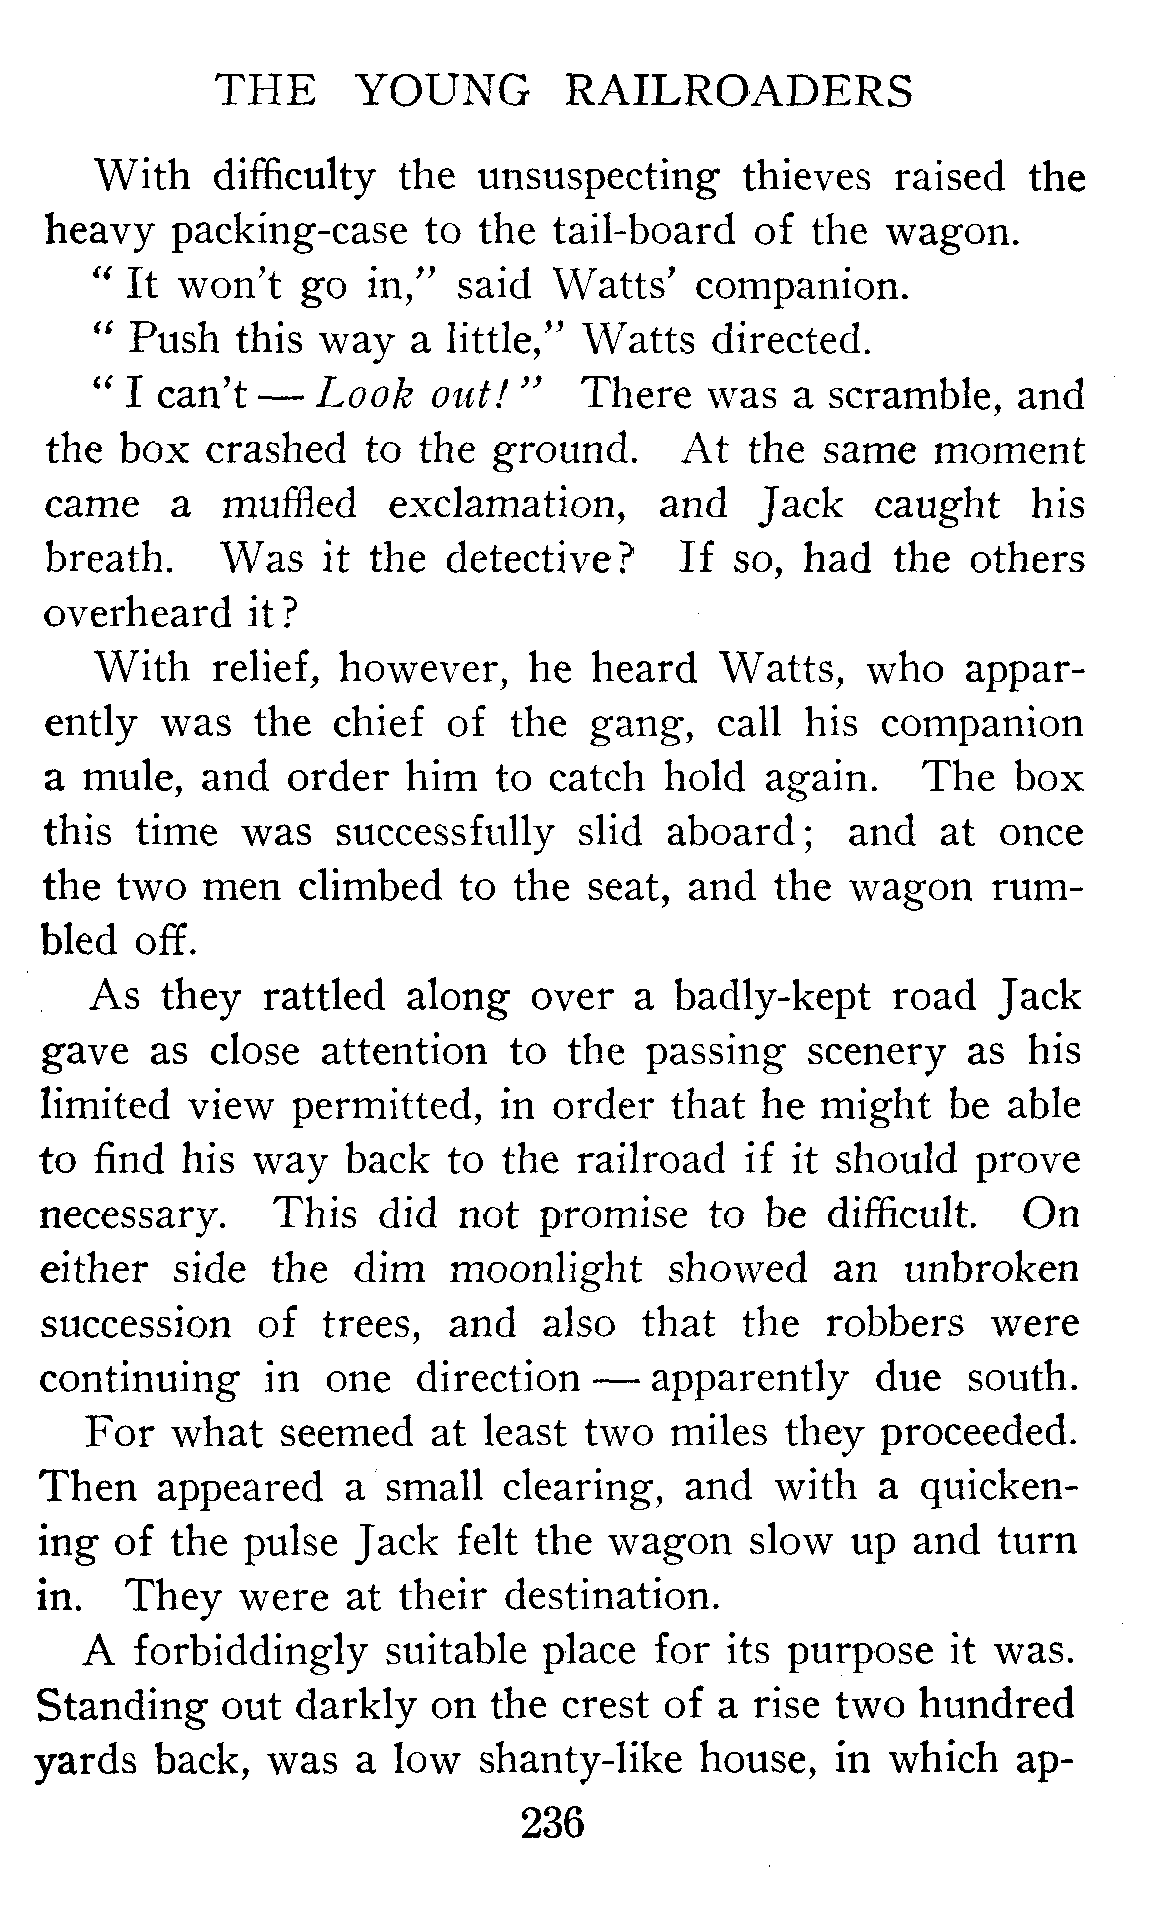 THE YOUNG RAILROADERS
With difficulty the unsuspecting thieves raised the
heavy packing-case to the tail-board of the wagon.
" It won't go in," said Watts' companion.
" Push this way a little," Watts directed.
" I can't — Look out! " There was a scramble, and
the box crashed to the ground. At the same moment
came a muffled exclamation, and Jack caught his
breath. Was it the detective? If so, had the others
overheard it?
With relief, however, he heard Watts, who appar-
ently was the chief of the gang, call his companion
a mule, and order him to catch hold again. The box
this time was successfully slid aboard; and at once
the two men climbed to the seat, and the wagon rum-
bled off.
As they rattled along over a badly-kept road Jack
gave as close attention to the passing scenery as his
limited view permitted, in order that he might be able
to find his way back to the railroad if it should prove
necessary. This did not promise to be difficult. On
either side the dim moonlight showed an unbroken
succession of trees, and also that the robbers were
continuing in one direction — apparently due south.
For what seemed at least two miles they proceeded.
Then appeared a small clearing, and with a quicken-
ing of the pulse Jack felt the wagon slow up and turn
in. They were at their destination.
A forbiddingly suitable place for its purpose it was.
Standing out darkly on the crest of a rise two hundred
yards back, was a low shanty-like house, in which ap-
236